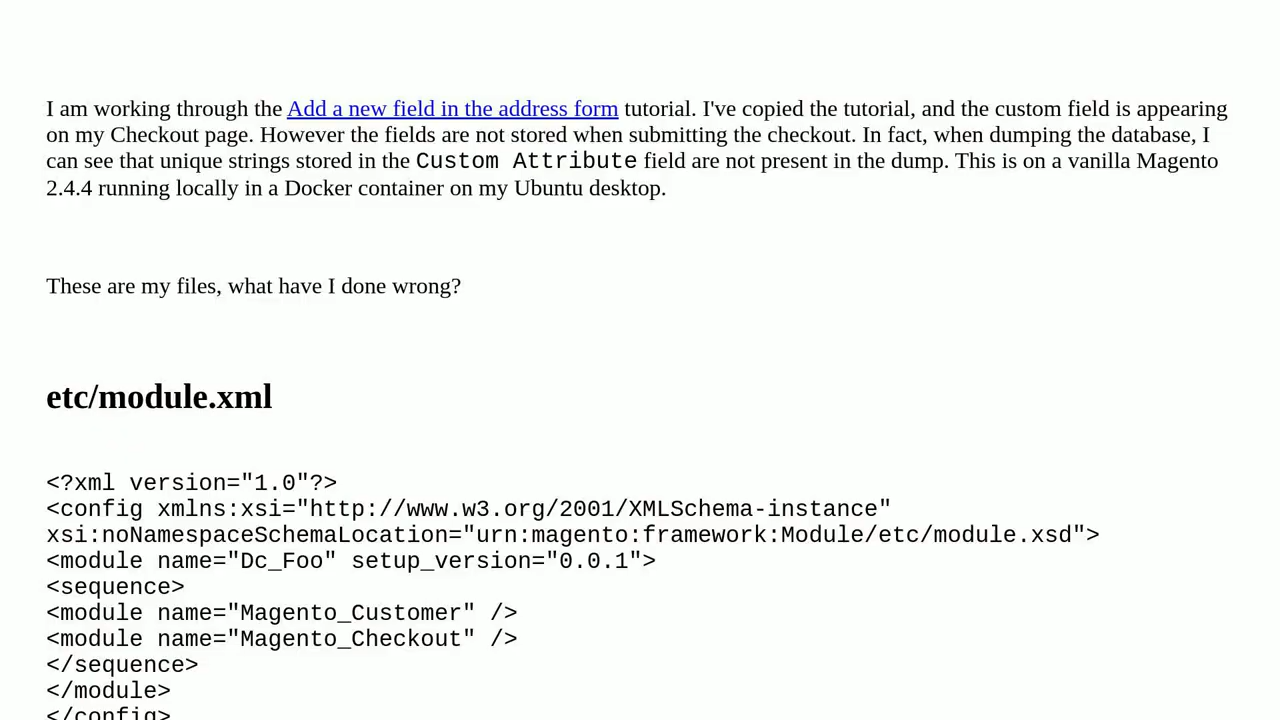 I am working through the Add a new field in the address form tutorial. I've copied the tutorial, and the custom field is appearing
on my Checkout page. However the fields are not stored when submitting the checkout. In fact, when dumping the database, I
can see that unique strings stored in the Custom Attribute field are not present in the dump. This is on a vanilla Magento
2.4.4 running locally in a Docker container on my Ubuntu desktop.
These are my files, what have I done wrong?
etc/module.xml
<?xml version="1.0"?>
<config xmlns:xsi="http://www.w3.org/2001/XMLSchema-instance"
xsi:noNamespaceSchemaLocation="urn:magento:framework:Module/etc/module.xsd">
<module name="Dc_Foo" setup_version="0.0.1">
<sequence>
<module name="Magento_Customer" />
<module name="Magento_Checkout" />
</sequence>
</module>
</config>